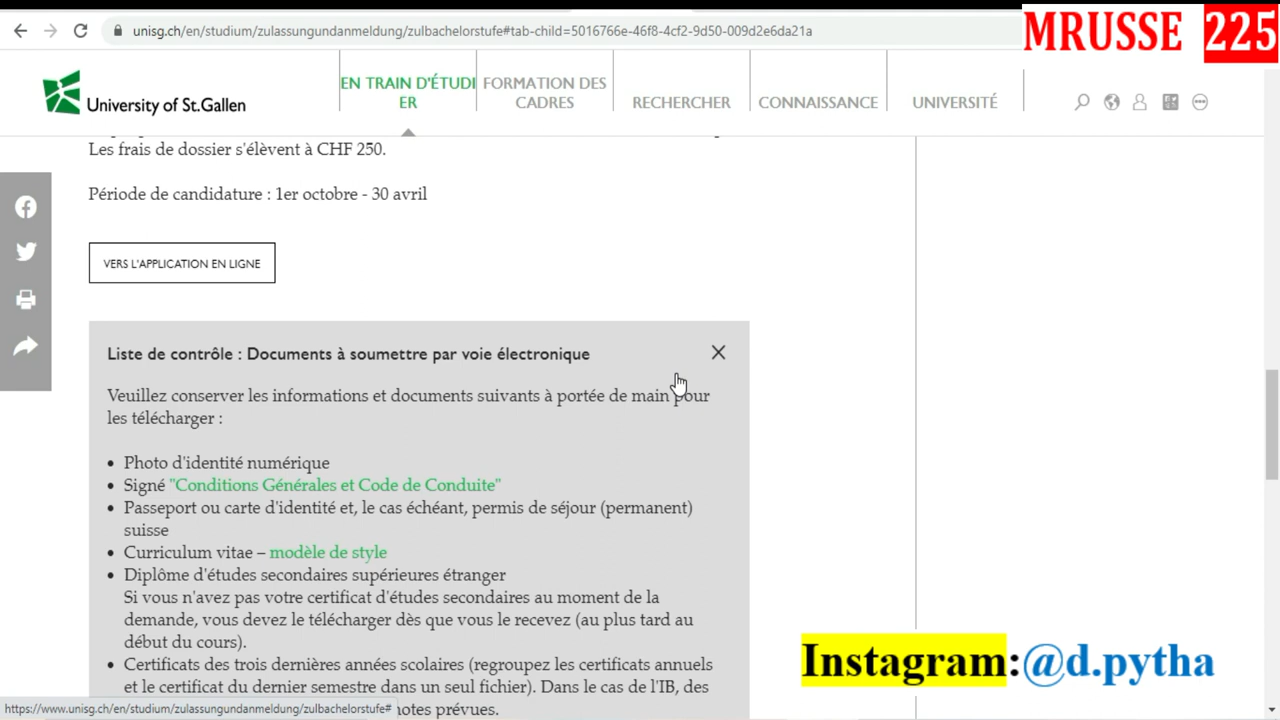 unisg.ch/en/studium/zulassungundanmeldung/zulbachelorstufe#tab-child=5016766e-46f8-4cf2-9d50-009d2e6da21a
MRUSSE 225
University of St.Gallen
EN TRAIN D'ÉTUDI
ER
FORMATION DES
CADRES
RECHERCHER
CONNAISSANCE
UNIVERSITÉ
Les frais de dossier s'élèvent à CHF 250.
Période de candidature : 1er octobre - 30 avril
VERS L'APPLICATION EN LIGNE
Liste de contrôle : Documents à soumettre par voie électronique
Veuillez conserver les informations et documents suivants à portée de main pour
les télécharger :
• Photo d'identité numérique
• Signé "Conditions Générales et Code de Conduite"
• Passeport ou carte d'identité et, le cas échéant, permis de séjour (permanent)
suisse
• Curriculum vitae – modèle de style
• Diplôme d'études secondaires supérieures étranger
Si vous n'avez pas votre certificat d'études secondaires au moment de la
demande, vous devez le télécharger dès que vous le recevez (au plus tard au
début du cours).
• Certificats des trois dernières années scolaires (regroupez les certificats annuels
et le certificat du dernier semestre dans un seul fichier). Dans le cas de l'IB, des
notes prévues.
https://www.unisg.ch/en/studium/zulassungundanmeldung/zulbachelorstufe#
Instagram:@d.pytha